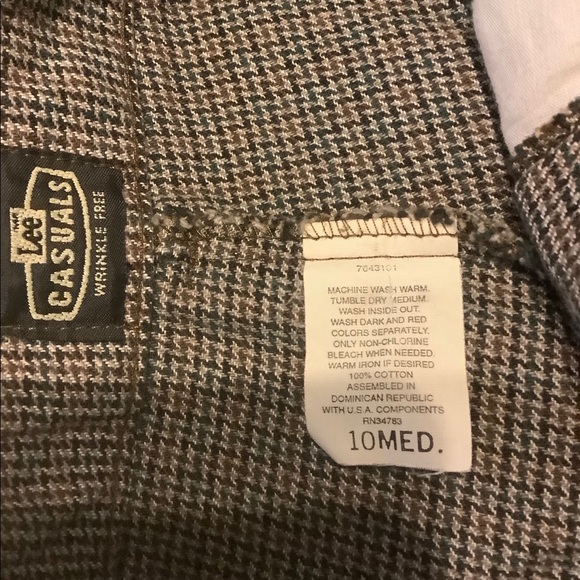 Lee
CASUALS
WRINKLE FREE
7643101
MACHINE WASH WARM.
TUMBLE DRY MEDIUM.
WASH INSIDE OUT.
WASH DARK AND RED
COLORS SEPARATELY,
ONLY NON-CHLORINE
BLEACH WHEN NEEDED.
WARM IRON IF DESIRED
100% COTTON
ASSEMBLED IN
DOMINICAN REPUBLIC
WITH U.S.A. COMPONENTS
RN34783
10MED.